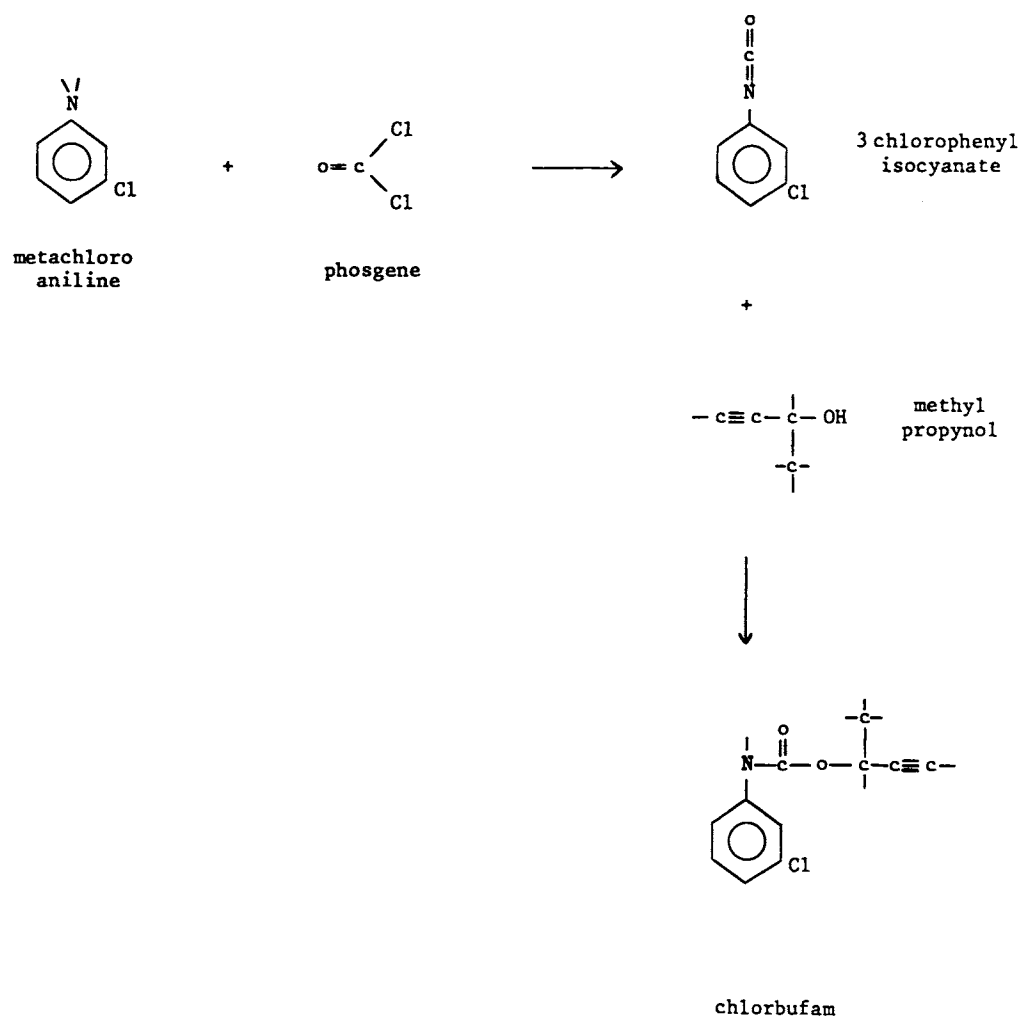 O
C
N
N
Cl
+
O=C
Cl
Cl
Cl
3 chlorophenyl
isocyanate
metachloro
aniline
phosgene
+
— C≡C—C—OH
-C-
methyl
propynol
-C-
O
N—C—O—C—C≡C—
Cl
chlorbufam